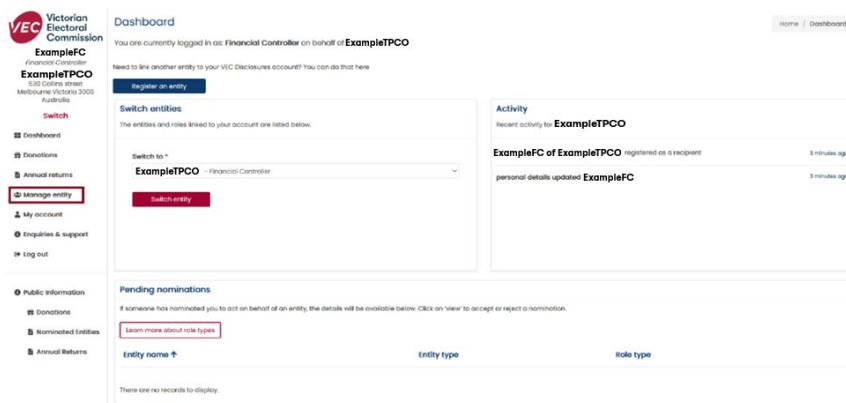 VEC Victorian
Electoral
Commission
ExampleFC
Financial Controller
ExampleTPCO
530 Collins street
Melbourne Victoria 3000
Australia
Switch
Dashboard
Donations
Annual returns
Manage entity
My account
Enquiries & support
Log out
Public Information
Donations
Nominated Entities
Annual Returns
Dashboard
Home / Dashboard
You are currently logged in as: Financial Controller on behalf of ExampleTPCO
Need to link another entity to your VEC Disclosures account? You can do that here
Register an entity
Switch entities
The entities and roles linked to your account are listed below.
Switch to *
ExampleTPCO - Financial Controller
Switch entity
Activity
Recent activity for ExampleTPCO
ExampleFC of ExampleTPCO registered as a recipient 3 minutes ago
personal details updated ExampleFC 3 minutes ago
Pending nominations
If someone has nominated you to act on behalf of an entity, the details will be available below. Click on 'view' to accept or reject a nomination.
Learn more about role types
Entity name ↑ Entity type Role type
There are no records to display.